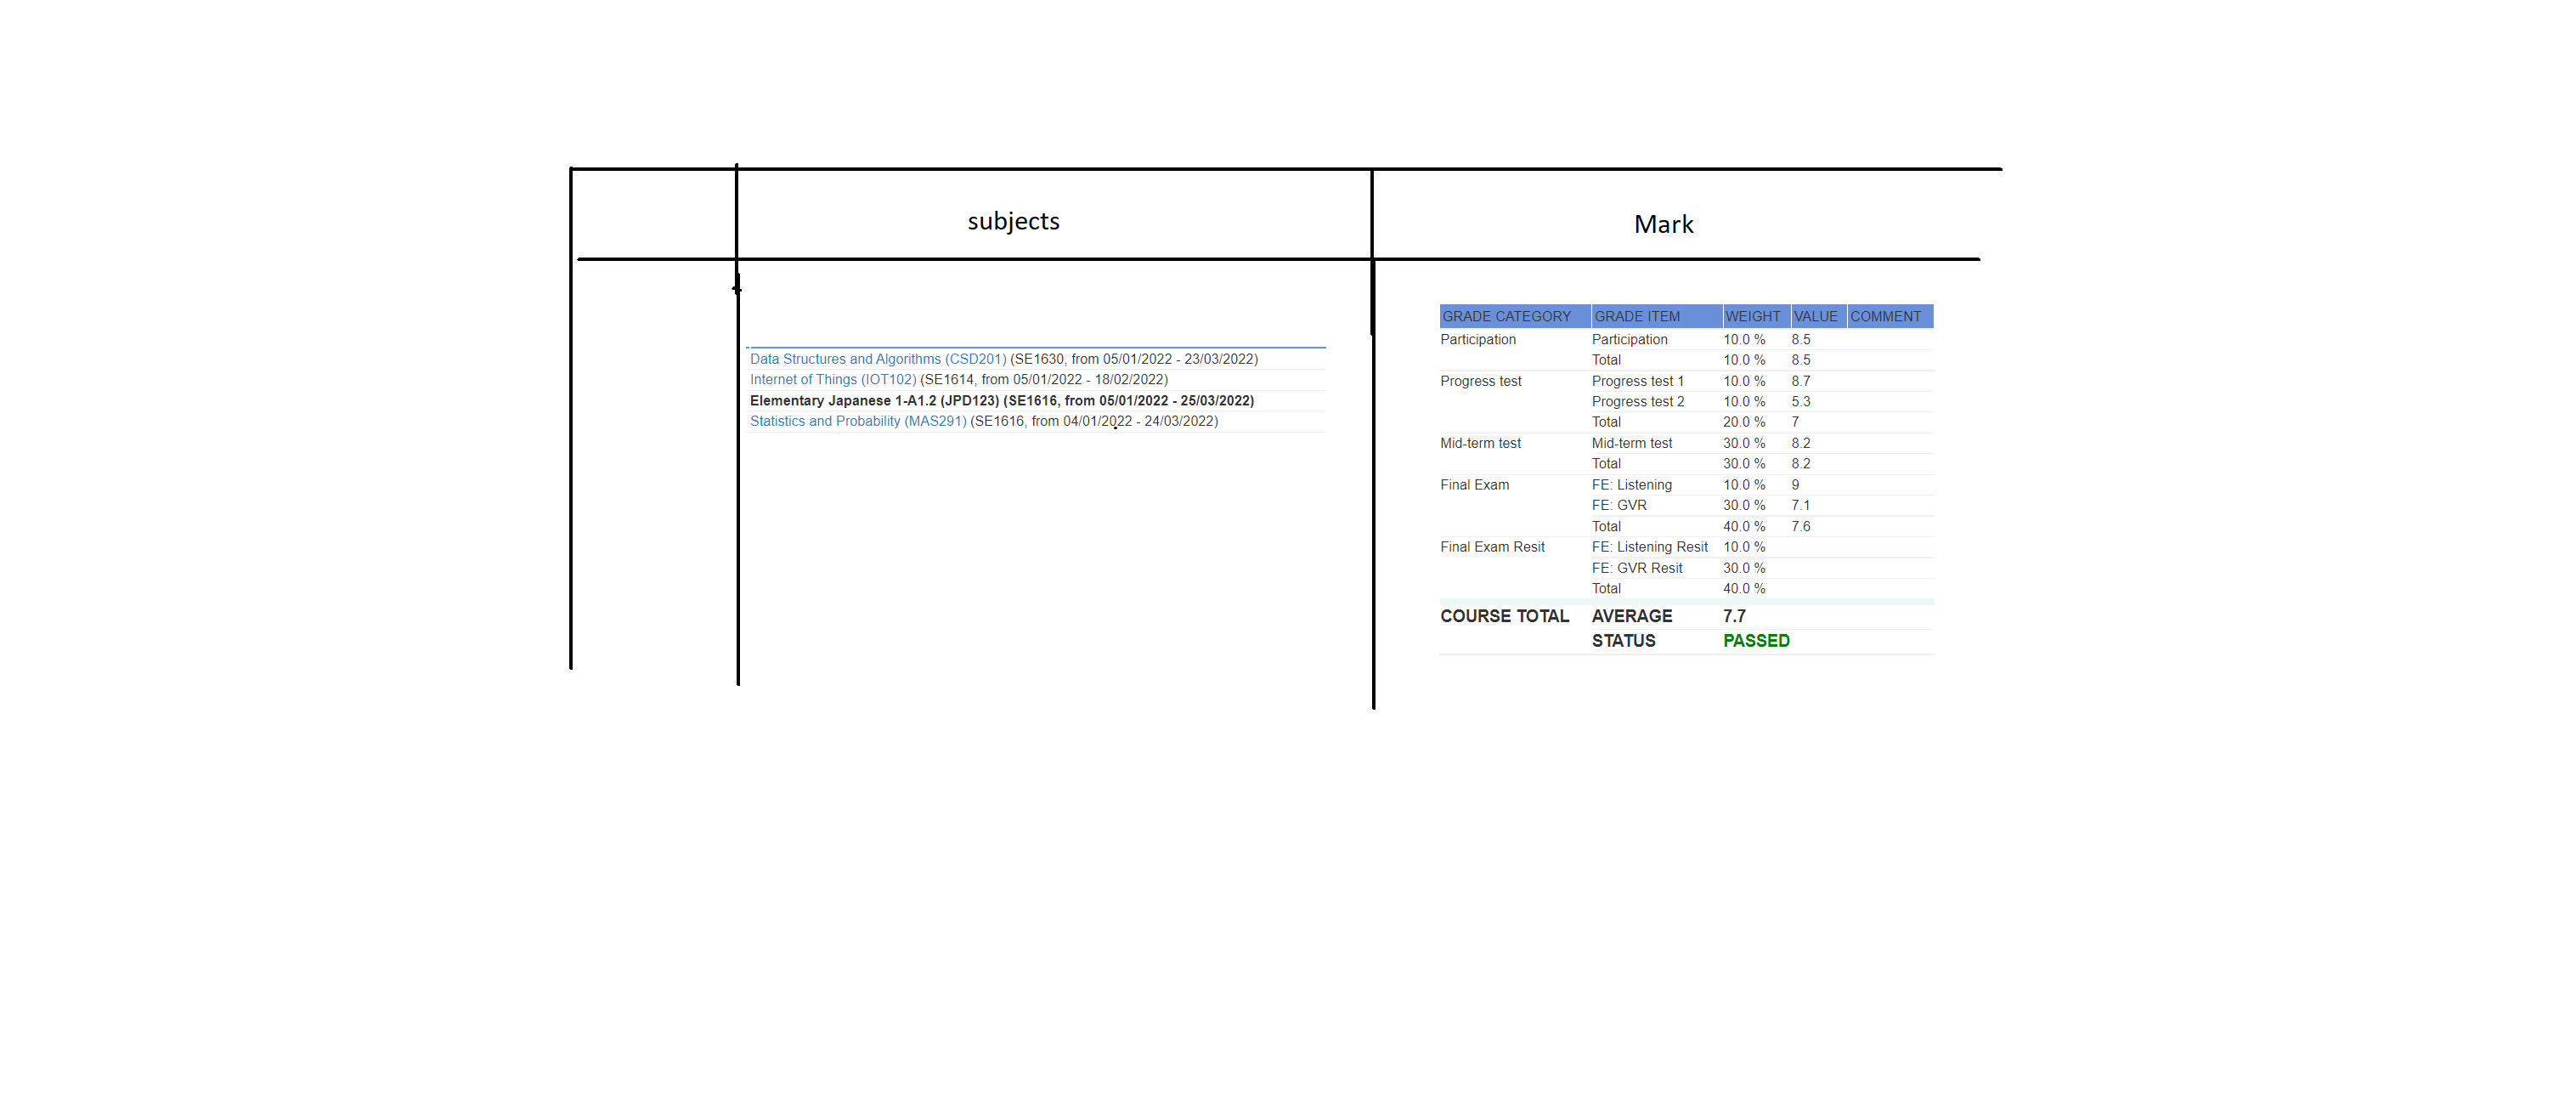 subjects
Mark
Data Structures and Algorithms (CSD201) (SE1630, from 05/01/2022 - 23/03/2022)
Internet of Things (IOT102) (SE1614, from 05/01/2022 - 18/02/2022)
Elementary Japanese 1-A1.2 (JPD123) (SE1616, from 05/01/2022 - 25/03/2022)
Statistics and Probability (MAS291) (SE1616, from 04/01/2022 - 24/03/2022)
GRADE CATEGORY GRADE ITEM WEIGHT VALUE COMMENT
Participation Participation 10.0 % 8.5
Total 10.0 % 8.5
Progress test Progress test 1 10.0 % 8.7
Progress test 2 10.0 % 5.3
Total 20.0 % 7
Mid-term test Mid-term test 30.0 % 8.2
Total 30.0 % 8.2
Final Exam FE: Listening 10.0 % 9
FE: GVR 30.0 % 7.1
Total 40.0 % 7.6
Final Exam Resit FE: Listening Resit 10.0 %
FE: GVR Resit 30.0 %
Total 40.0 %
COURSE TOTAL AVERAGE 7.7
STATUS PASSED